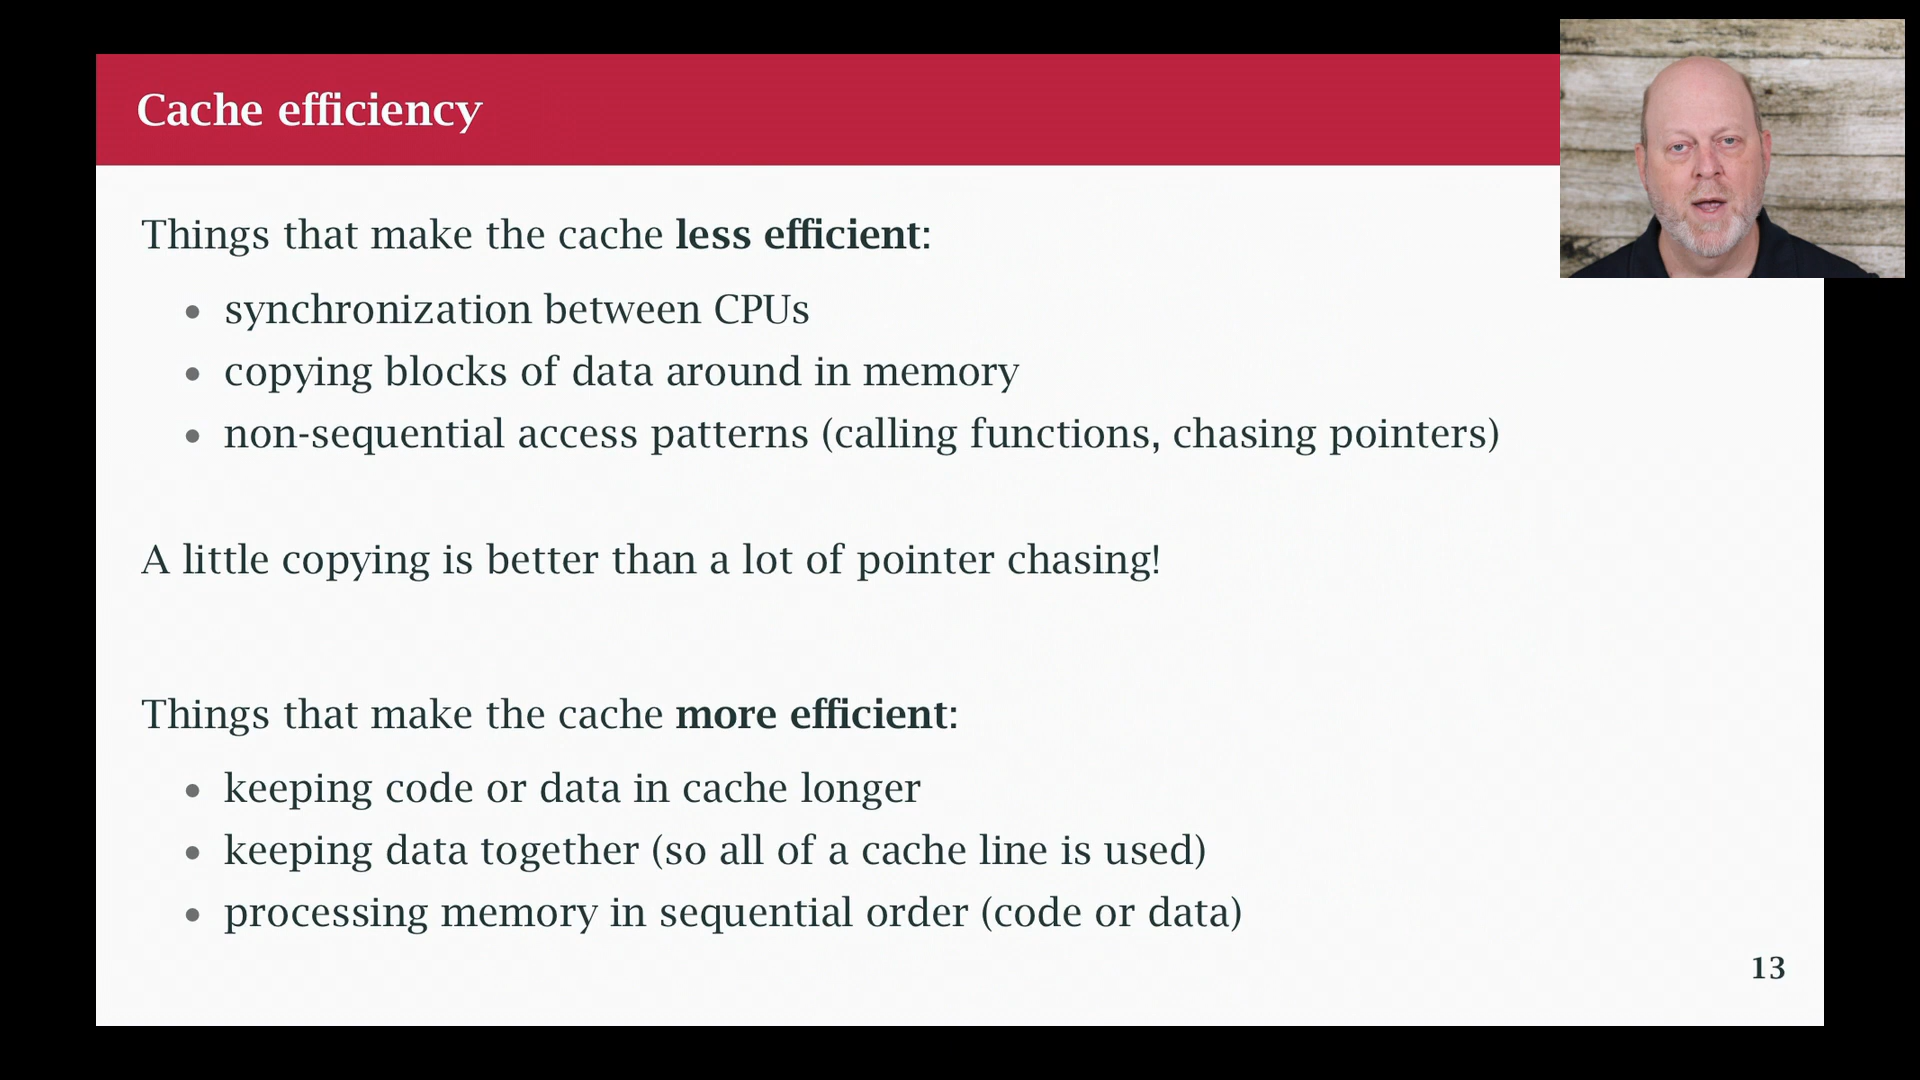 Cache efficiency
Things that make the cache less efficient:
• synchronization between CPUs
• copying blocks of data around in memory
• non-sequential access patterns (calling functions, chasing pointers)
A little copying is better than a lot of pointer chasing!
Things that make the cache more efficient:
• keeping code or data in cache longer
• keeping data together (so all of a cache line is used)
• processing memory in sequential order (code or data)
13